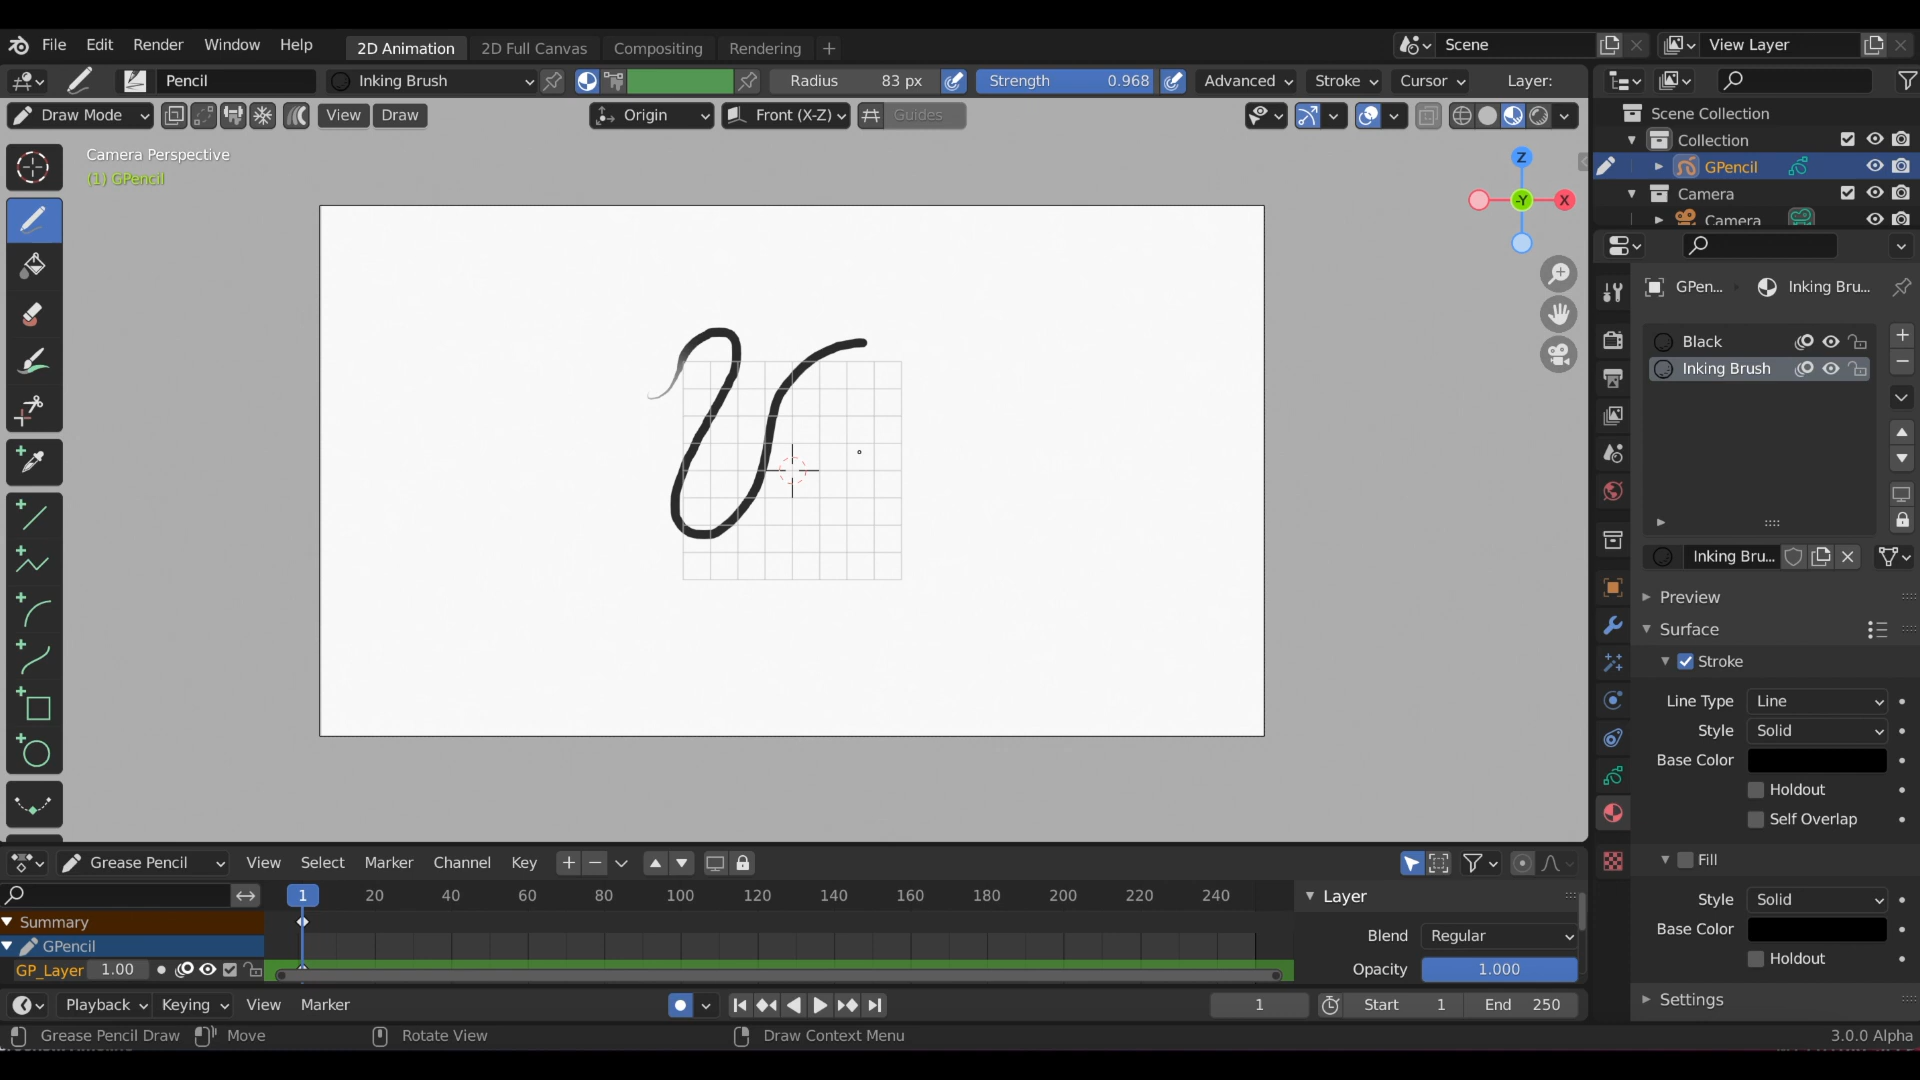 File Edit Render Window Help 2D Animation 2D Full Canvas Compositing Rendering + Scene View Layer
Pencil Inking Brush Radius 83 px Strength 0.968 Advanced Stroke Cursor Layer:
Draw Mode View Draw Origin Front (X-Z) Guides
Scene Collection
Collection
GPencil
Camera
Camera
Camera Perspective
(1) GPencil
Z
-Y X
GPen... Inking Bru...
Black
Inking Brush
Inking Bru...
Preview
Surface
Stroke
Line Type Line
Style Solid
Base Color
Holdout
Self Overlap
Fill
Style Solid
Base Color
Holdout
Settings
Grease Pencil View Select Marker Channel Key
1 20 40 60 80 100 120 140 160 180 200 220 240
Layer
Summary
GPencil
Blend Regular
GP_Layer 1.00
Opacity 1.000
Playback Keying View Marker 1 Start 1 End 250
Grease Pencil Draw Move Rotate View Draw Context Menu 3.0.0 Alpha